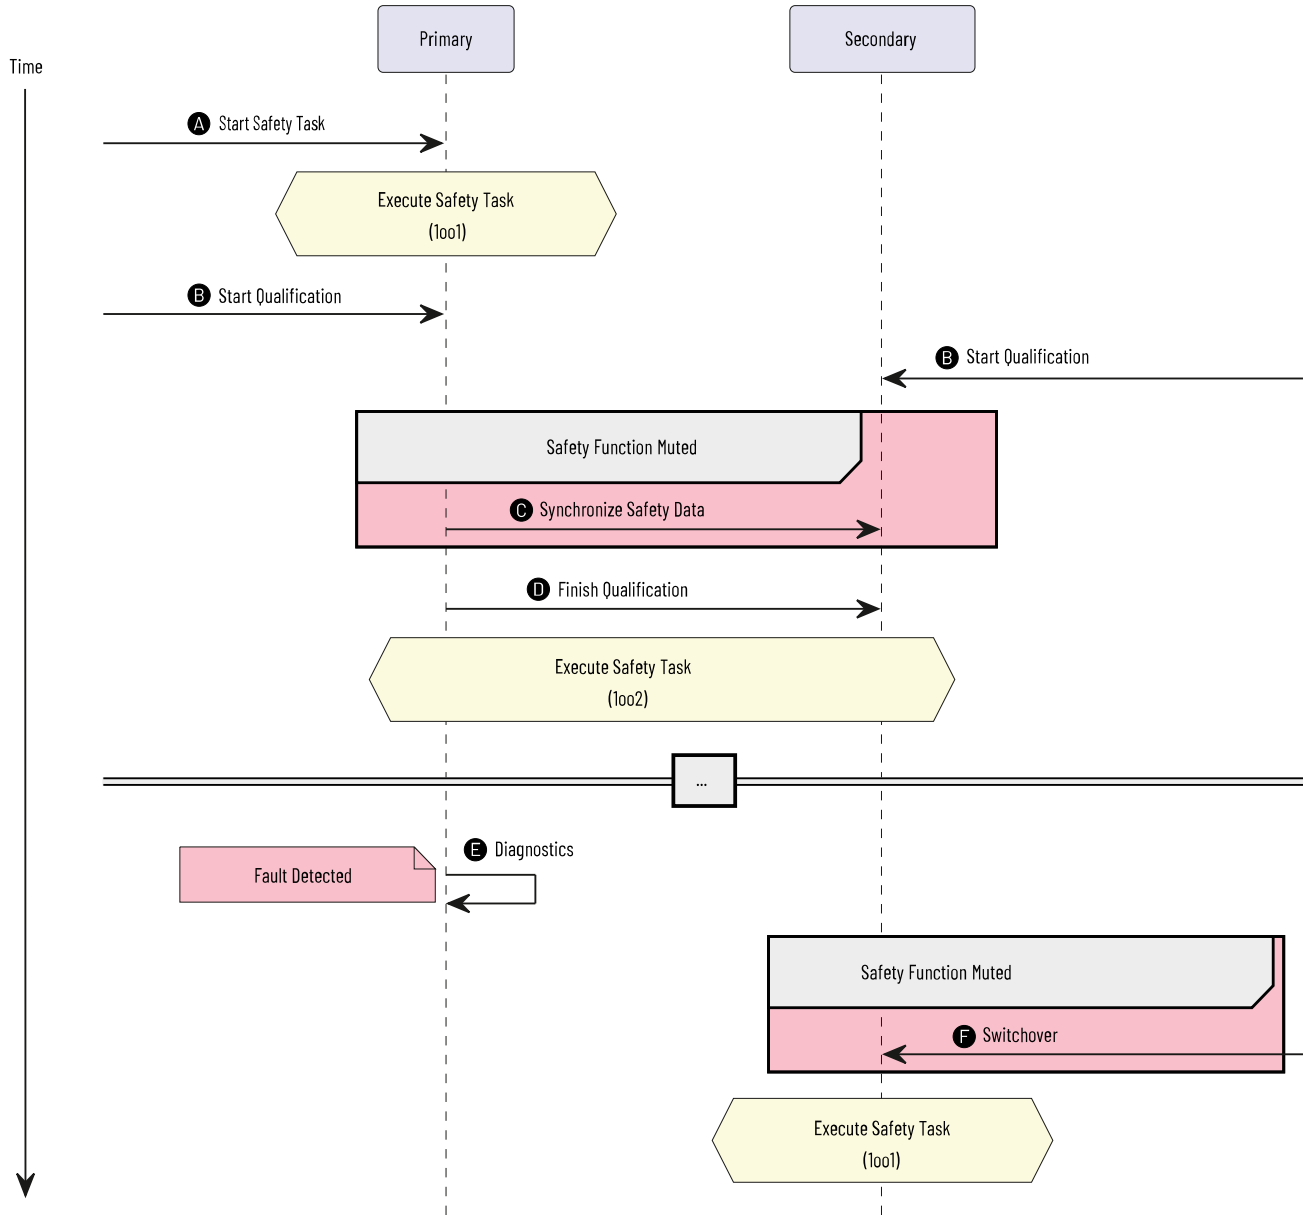 Primary
Secondary
Time
A Start Safety Task
Execute Safety Task
(1oo1)
B Start Qualification
B Start Qualification
Safety Function Muted
C Synchronize Safety Data
D Finish Qualification
Execute Safety Task
(1oo2)
...
E Diagnostics
Fault Detected
Safety Function Muted
F Switchover
Execute Safety Task
(1oo1)